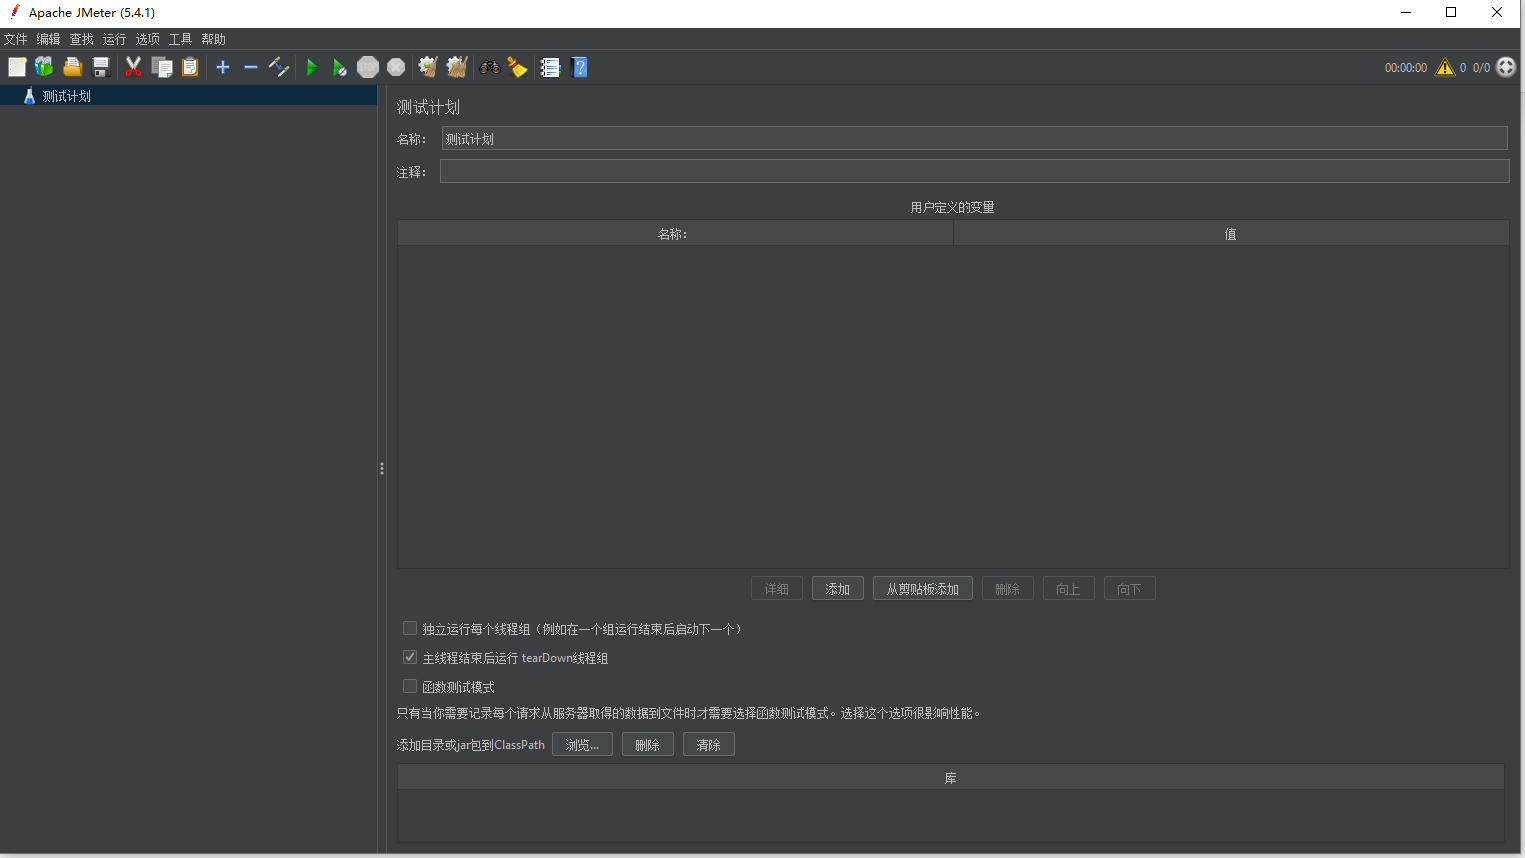 Apache JMeter (5.4.1)
文件 编辑 查找 运行 选项 工具 帮助
STOP
00:00:00 0 0/0
测试计划
测试计划
名称： 测试计划
注释：
用户定义的变量
名称： 值
详细 添加 从剪贴板添加 删除 向上 向下
独立运行每个线程组（例如在一个组运行结束后启动下一个）
主线程结束后运行 tearDown线程组
函数测试模式
只有当你需要记录每个请求从服务器取得的数据到文件时才需要选择函数测试模式。选择这个选项很影响性能。
添加目录或jar包到ClassPath 浏览... 删除 清除
库